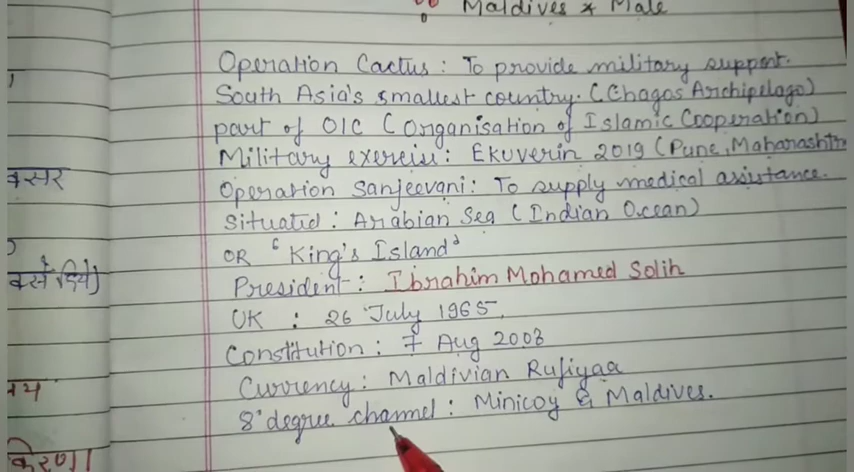 Maldives * Male
Operation Cactus : To provide military support.
South Asia's smallest country. (Chagos Archipelago)
part of OIC (Organisation of Islamic Cooperation)
Military exercise : Ekuverin 2019 (Pune, Maharashtra
वसर
Operation Sanjeevani : To supply medical assistance.
Situated : Arabian Sea (Indian Ocean)
OR "King's Island"
President : Ibrahim Mohamed Solih
UK : 26 July 1965.
Constitution : 7 Aug 2008
Currency : Maldivian Rufiyaa
8° degree channel : Minicoy & Maldives.